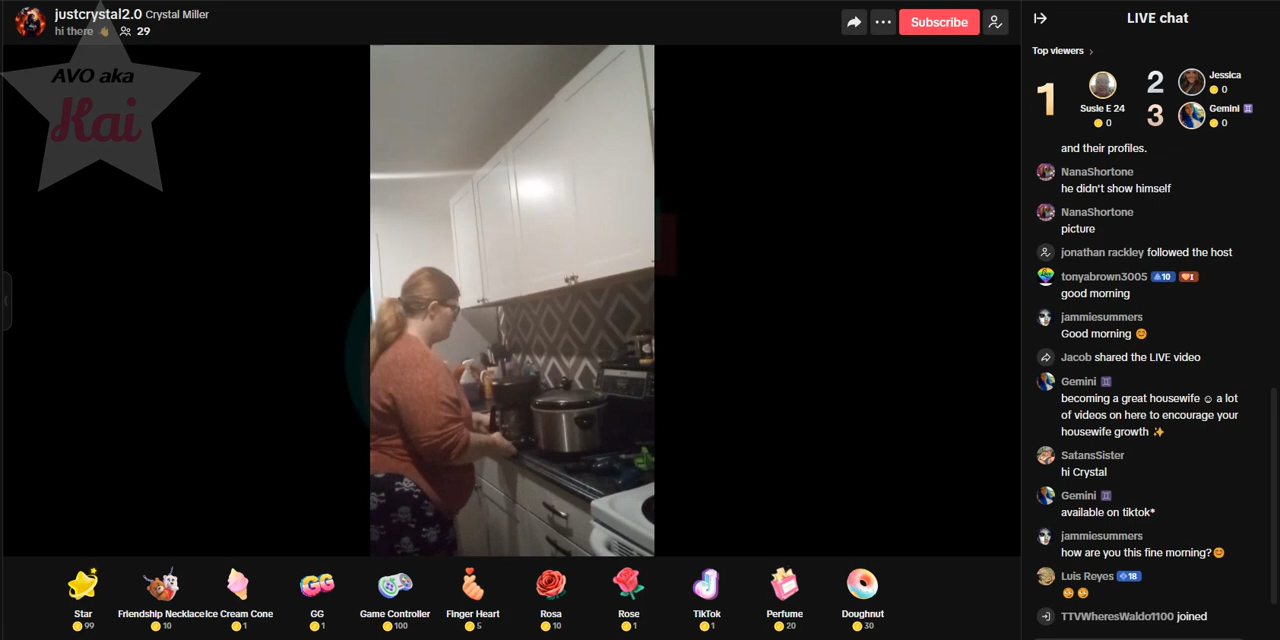 justcrystal2.0 Crystal Miller
hi there 👋 29
Subscribe
AVO aka
Kai
LIVE chat
Top viewers
1
Susie E 24
0
2
Jessica
0
3
Gemini ♊
0
and their profiles.
NanaShortone
he didn't show himself
NanaShortone
picture
jonathan rackley followed the host
tonyabrown3005 10 I
good morning
jammiesummers
Good morning 😊
Jacob shared the LIVE video
Gemini ♊
becoming a great housewife ☺ a lot
of videos on here to encourage your
housewife growth ✨
SatansSister
hi Crystal
Gemini ♊
available on tiktok*
jammiesummers
how are you this fine morning?😊
Luis Reyes 18
TTVWheresWaldo1100 joined
Star
99
Friendship Necklace
10
Ice Cream Cone
1
GG
GG
1
Game Controller
100
Finger Heart
5
Rosa
10
Rose
1
TikTok
1
Perfume
20
Doughnut
30